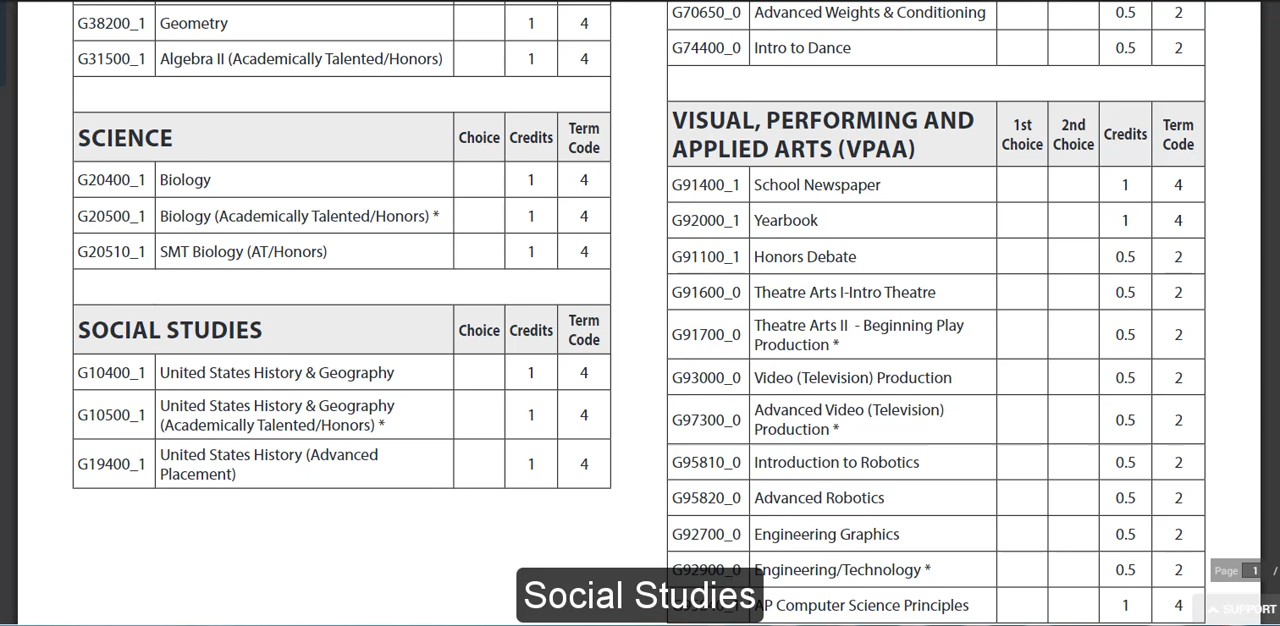 G38200_1 Geometry 1 4
G31500_1 Algebra II (Academically Talented/Honors) 1 4
SCIENCE Choice Credits Term Code
G20400_1 Biology 1 4
G20500_1 Biology (Academically Talented/Honors) * 1 4
G20510_1 SMT Biology (AT/Honors) 1 4
SOCIAL STUDIES Choice Credits Term Code
G10400_1 United States History & Geography 1 4
G10500_1 United States History & Geography
(Academically Talented/Honors) * 1 4
G19400_1 United States History (Advanced
Placement) 1 4
G70650_0 Advanced Weights & Conditioning 0.5 2
G74400_0 Intro to Dance 0.5 2
VISUAL, PERFORMING AND
APPLIED ARTS (VPAA) 1st Choice 2nd Choice Credits Term Code
G91400_1 School Newspaper 1 4
G92000_1 Yearbook 1 4
G91100_1 Honors Debate 0.5 2
G91600_0 Theatre Arts I-Intro Theatre 0.5 2
G91700_0 Theatre Arts II - Beginning Play
Production * 0.5 2
G93000_0 Video (Television) Production 0.5 2
G97300_0 Advanced Video (Television)
Production * 0.5 2
G95810_0 Introduction to Robotics 0.5 2
G95820_0 Advanced Robotics 0.5 2
G92700_0 Engineering Graphics 0.5 2
G92900_0 Engineering/Technology * 0.5 2
AP Computer Science Principles 1 4
Social Studies
Page 1 /
SUPPORT